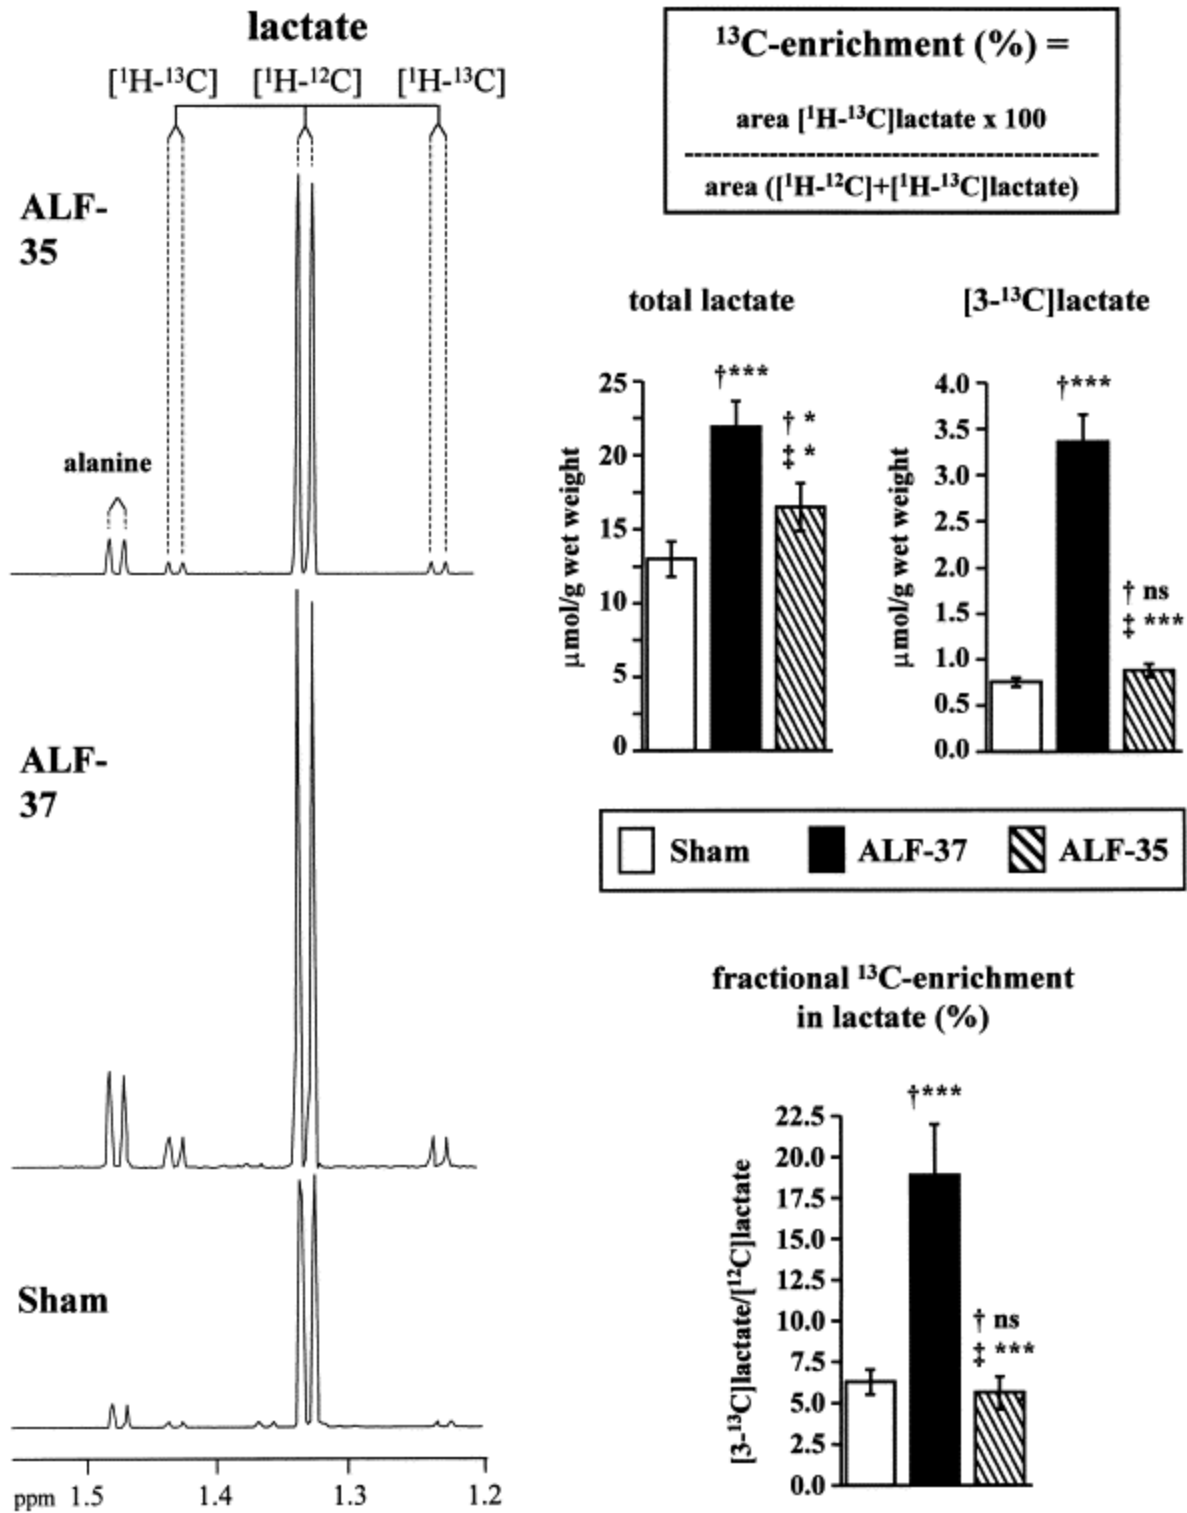 lactate
[¹H-¹³C] [¹H-¹²C] [¹H-¹³C]
ALF-
35
alanine
ALF-
37
Sham
ppm 1.5 1.4 1.3 1.2
¹³C-enrichment (%) =
area [¹H-¹³C]lactate x 100
area ([¹H-¹²C]+[¹H-¹³C]lactate)
total lactate
μmol/g wet weight
25
20
15
10
5
0
†***
† *
‡ *
[3-¹³C]lactate
μmol/g wet weight
4.0
3.5
3.0
2.5
2.0
1.5
1.0
0.5
0.0
†***
† ns
‡ ***
Sham ALF-37 ALF-35
fractional ¹³C-enrichment
in lactate (%)
[3-¹³C]lactate/[¹²C]lactate
22.5
20.0
17.5
15.0
12.5
10.0
7.5
5.0
2.5
0.0
†***
† ns
‡ ***